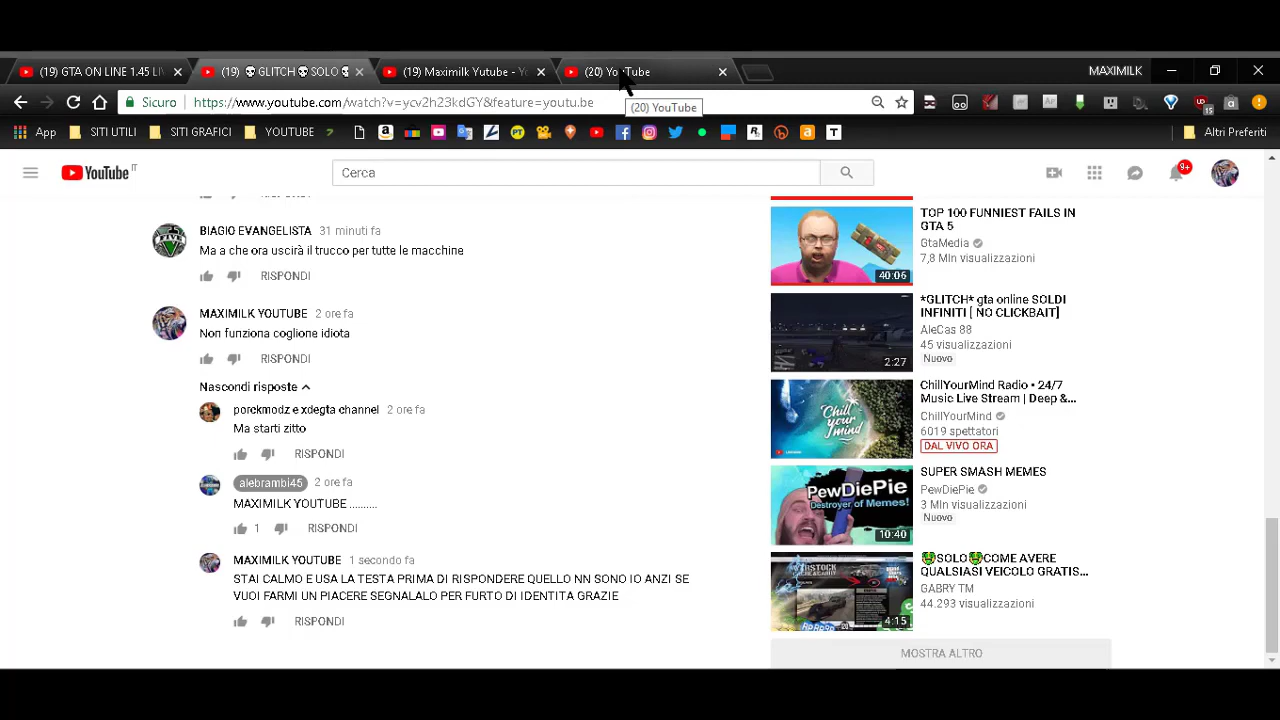 (19) GTA ON LINE 1.45 LIV
(19) GLITCH SOLO
(19) Maximilk Yutube - Yo
(20) YouTube
MAXIMILK
Sicuro
https://www.youtube.com/watch?v=ycv2h23kdGY&feature=youtu.be
(20) YouTube
App
SITI UTILI
SITI GRAFICI
YOUTUBE
Altri Preferiti
YouTube IT
Cerca
9+
BIAGIO EVANGELISTA 31 minuti fa
Ma a che ora uscirà il trucco per tutte le macchine
RISPONDI
MAXIMILK YOUTUBE 2 ore fa
Non funziona coglione idiota
RISPONDI
Nascondi risposte
porckmodz e xdegta channel 2 ore fa
Ma starti zitto
RISPONDI
alebrambi45 2 ore fa
MAXIMILK YOUTUBE ..........
1 RISPONDI
MAXIMILK YOUTUBE 1 secondo fa
STAI CALMO E USA LA TESTA PRIMA DI RISPONDERE QUELLO NN SONO IO ANZI SE
VUOI FARMI UN PIACERE SEGNALALO PER FURTO DI IDENTITA GRAZIE
RISPONDI
40:06
TOP 100 FUNNIEST FAILS IN
GTA 5
GtaMedia
7,8 Mln visualizzazioni
2:27
*GLITCH* gta online SOLDI
INFINITI [ NO CLICKBAIT]
AleCas 88
45 visualizzazioni
Nuovo
Chill
your
mind
ChillYourMind Radio • 24/7
Music Live Stream | Deep &...
ChillYourMind
6019 spettatori
DAL VIVO ORA
PewDiePie
Destroyer of Memes!
10:40
SUPER SMASH MEMES
PewDiePie
3 Mln visualizzazioni
Nuovo
4:15
SOLO COME AVERE
QUALSIASI VEICOLO GRATIS...
GABRY TM
44.293 visualizzazioni
MOSTRA ALTRO